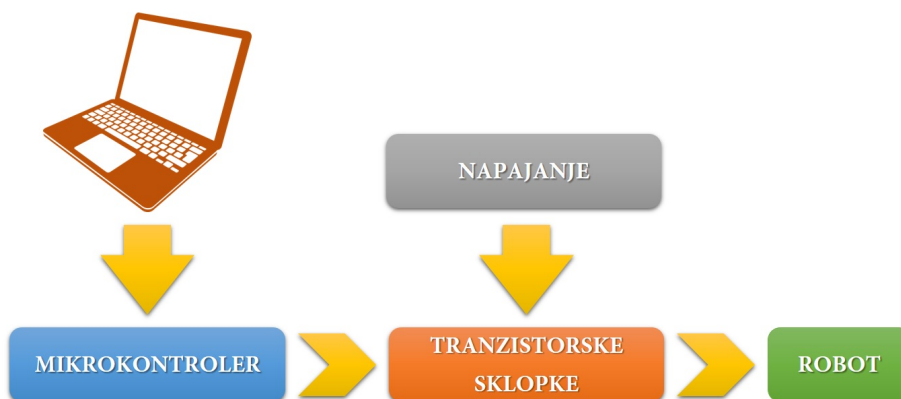 NAPAJANJE
MIKROKONTROLER
TRANZISTORSKE
SKLOPKE
ROBOT